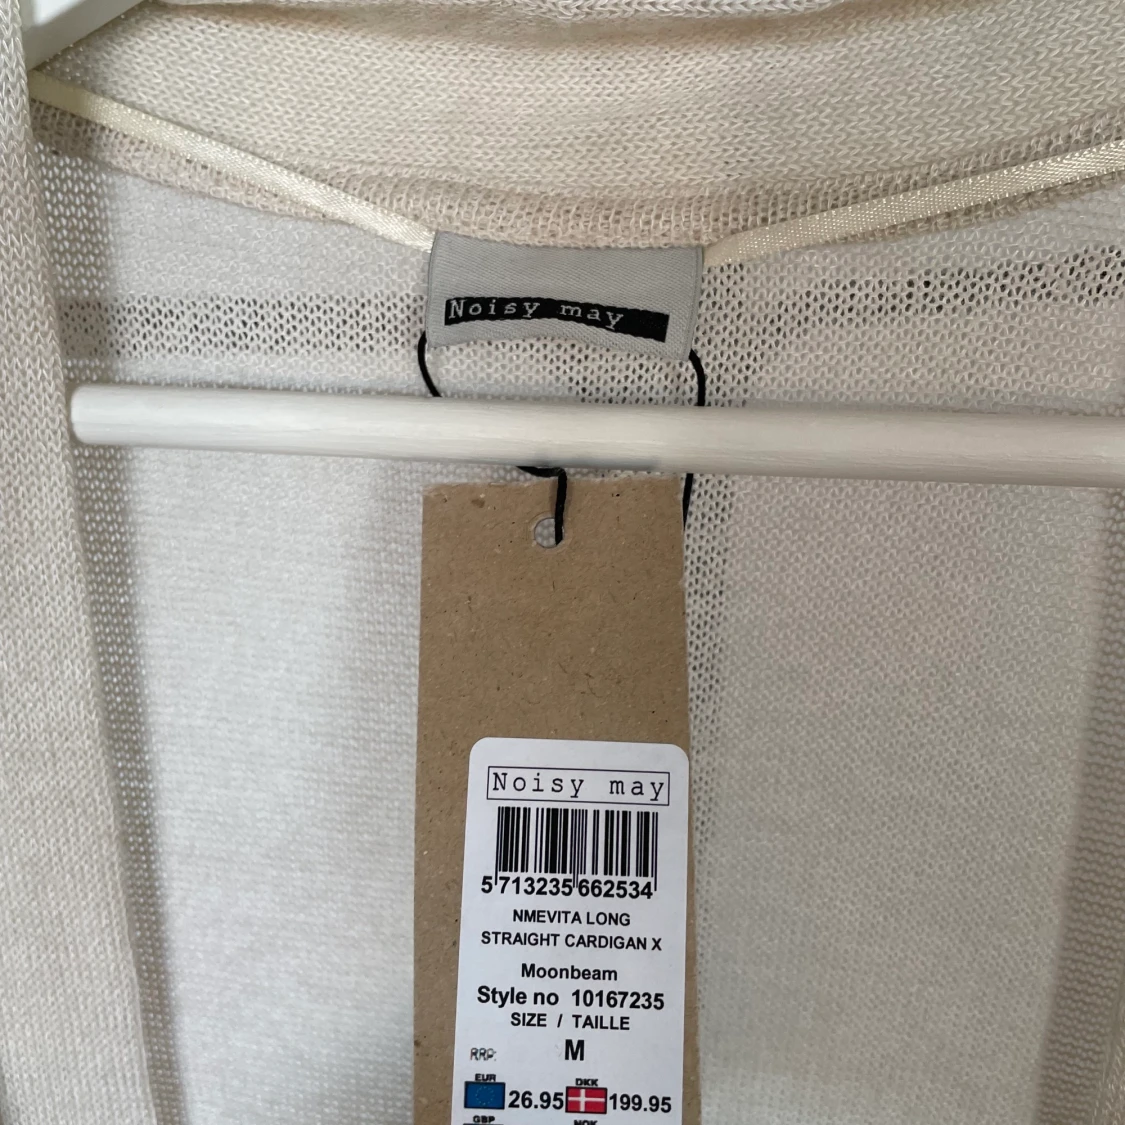 Noisy may
Noisy may
5 713235 662534
NMEVITA LONG
STRAIGHT CARDIGAN X
Moonbeam
Style no 10167235
SIZE / TAILLE
RRP: M
EUR DKK
26.95 199.95
GBP NOK